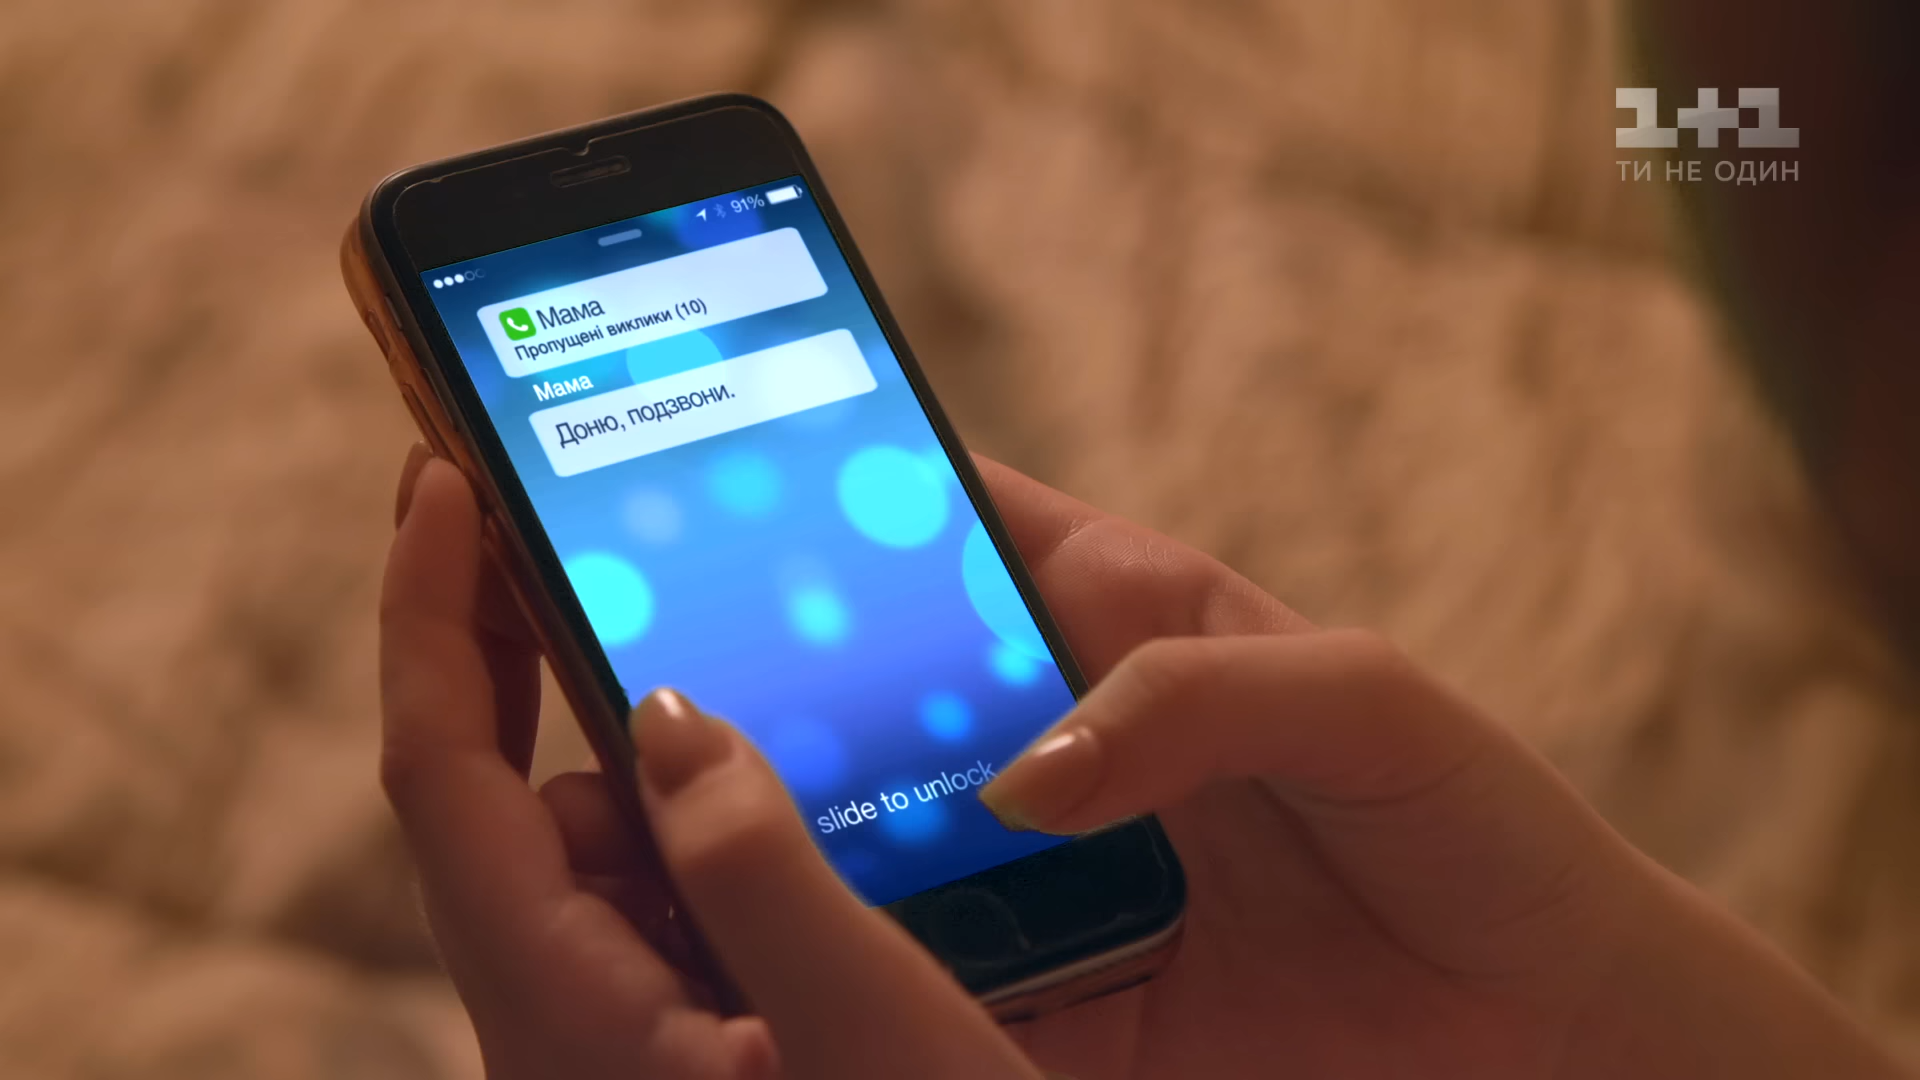 1+1
ТИ НЕ ОДИН
91%
Мама
Пропущені виклики (10)
Мама
Доню, подзвони.
slide to unlock